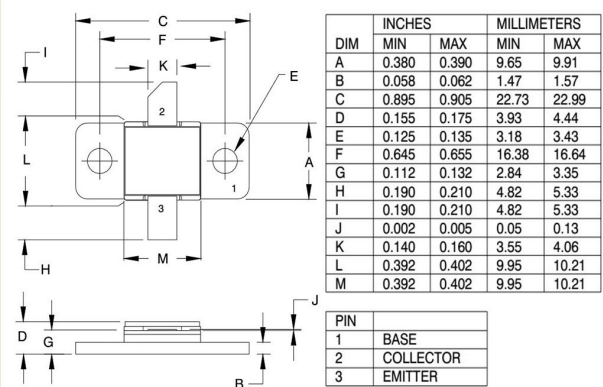 C
F
I
K
E
2
L
A
1
3
M
H
J
D
G
B
INCHES MILLIMETERS
DIM MIN MAX MIN MAX
A 0.380 0.390 9.65 9.91
B 0.058 0.062 1.47 1.57
C 0.895 0.905 22.73 22.99
D 0.155 0.175 3.93 4.44
E 0.125 0.135 3.18 3.43
F 0.645 0.655 16.38 16.64
G 0.112 0.132 2.84 3.35
H 0.190 0.210 4.82 5.33
I 0.190 0.210 4.82 5.33
J 0.002 0.005 0.05 0.13
K 0.140 0.160 3.55 4.06
L 0.392 0.402 9.95 10.21
M 0.392 0.402 9.95 10.21
PIN
1 BASE
2 COLLECTOR
3 EMITTER